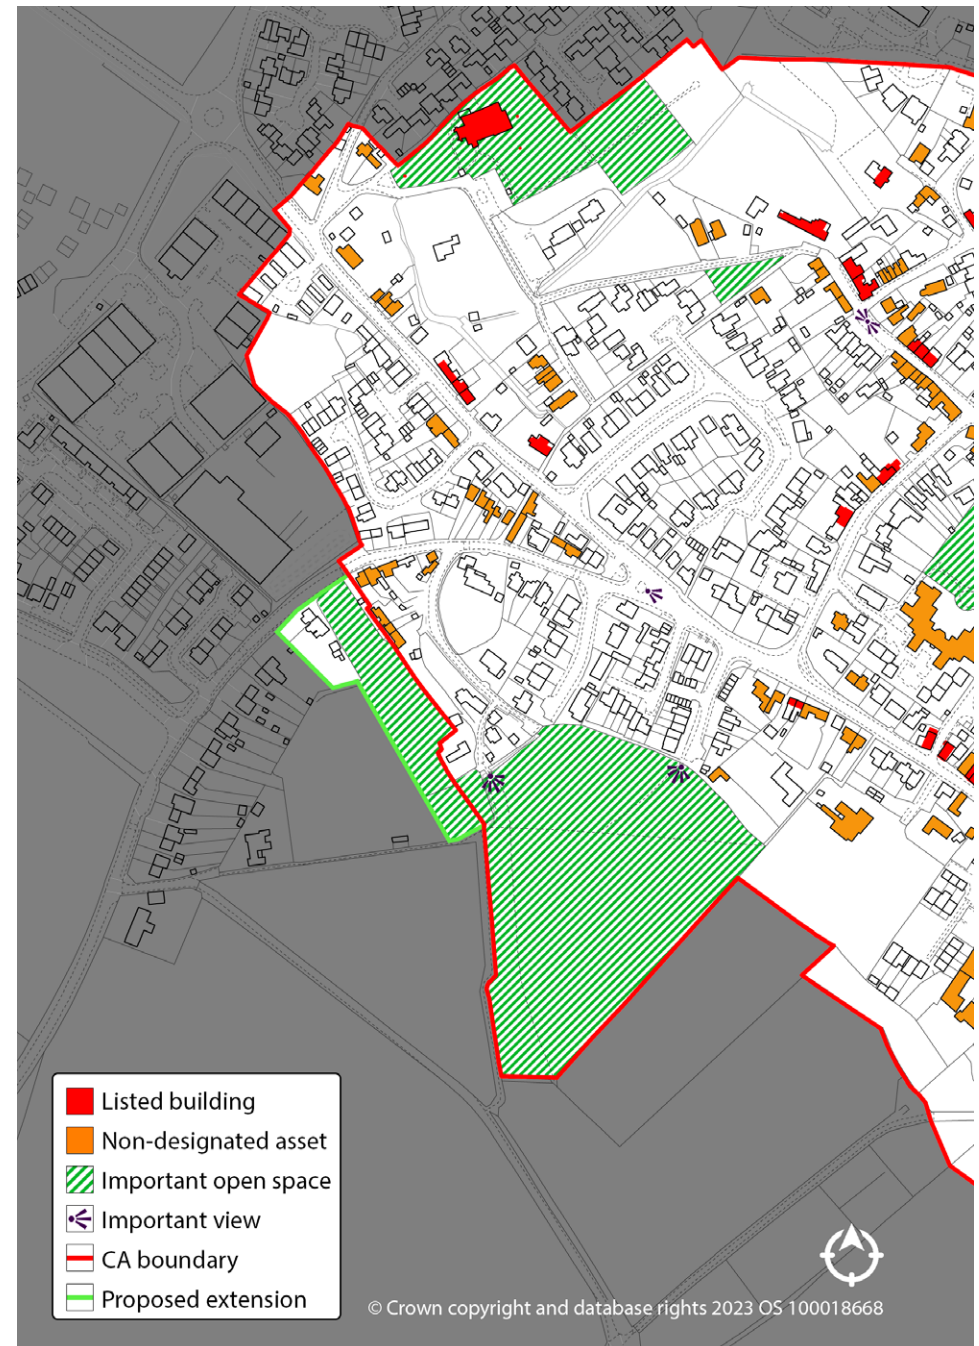 Listed building
Non-designated asset
Important open space
Important view
CA boundary
Proposed extension
© Crown copyright and database rights 2023 OS 100018668